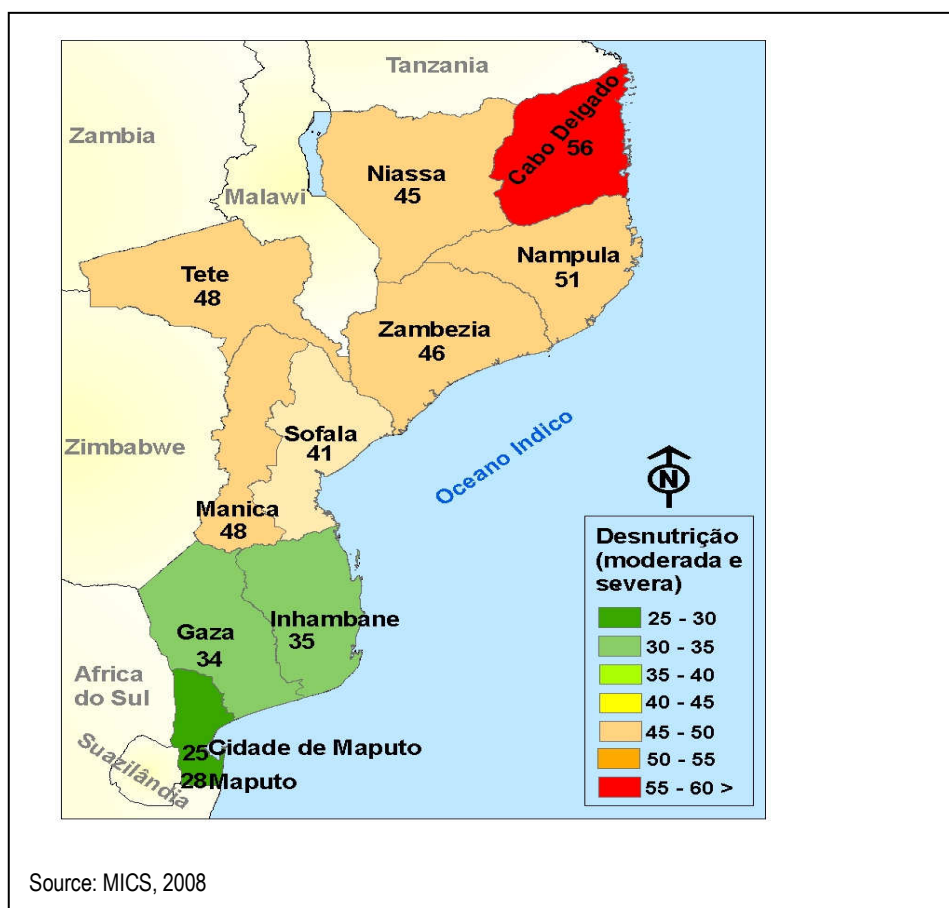 Tanzania
Zambia
Malawi
Cabo Delgado
56
Niassa
45
Nampula
51
Tete
48
Zambezia
46
Zimbabwe
Sofala
41
Oceano Indico
Manica
48
N
Inhambane
35
Gaza
34
Africa
do Sul
25 Cidade de Maputo
28 Maputo
Suazilândia
Desnutrição
(moderada e
severa)
25 - 30
30 - 35
35 - 40
40 - 45
45 - 50
50 - 55
55 - 60 >
Source: MICS, 2008